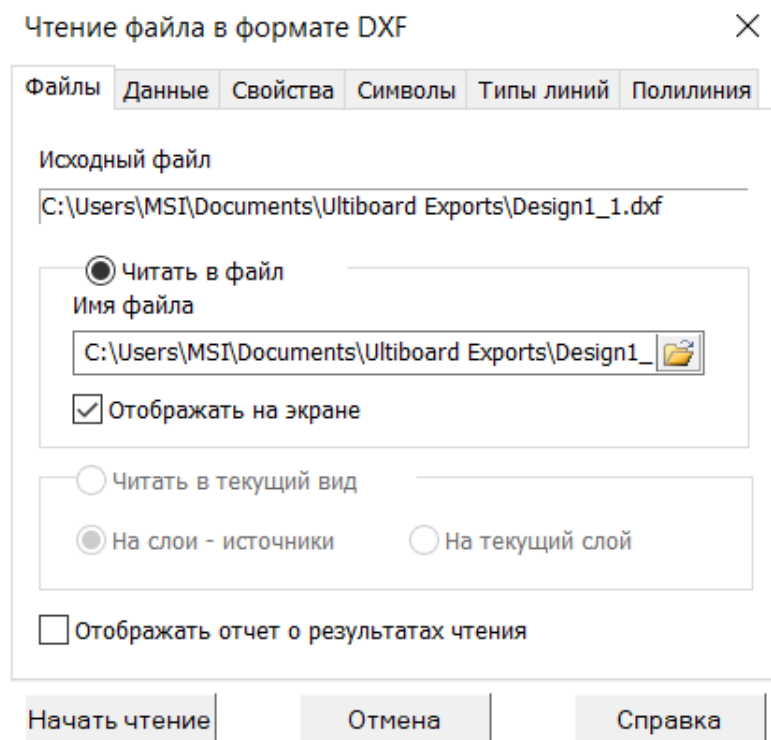 Чтение файла в формате DXF
Файлы Данные Свойства Символы Типы линий Полилиния
Исходный файл
C:\Users\MSI\Documents\Ultiboard Exports\Design1_1.dxf
Читать в файл
Имя файла
C:\Users\MSI\Documents\Ultiboard Exports\Design1_
Отображать на экране
Читать в текущий вид
На слои - источники На текущий слой
Отображать отчет о результатах чтения
Начать чтение Отмена Справка